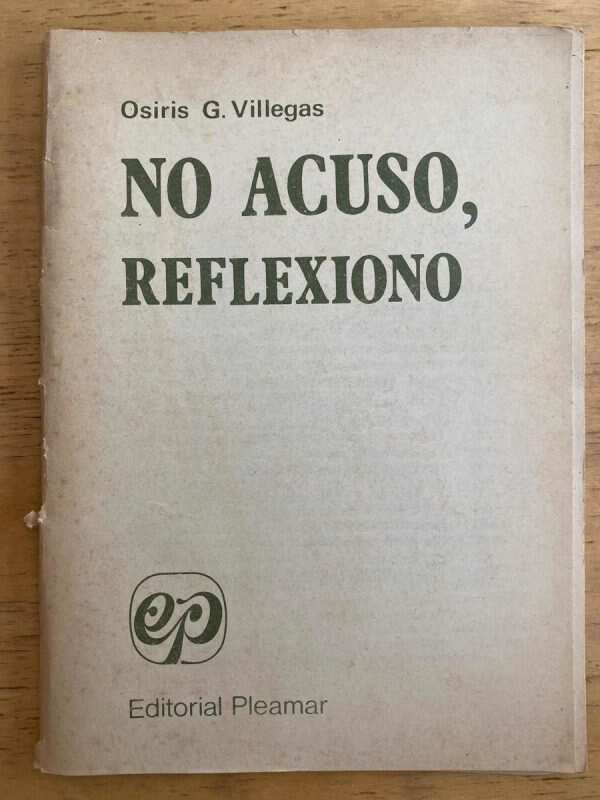 Osiris G. Villegas
NO ACUSO,
REFLEXIONO
ep
Editorial Pleamar